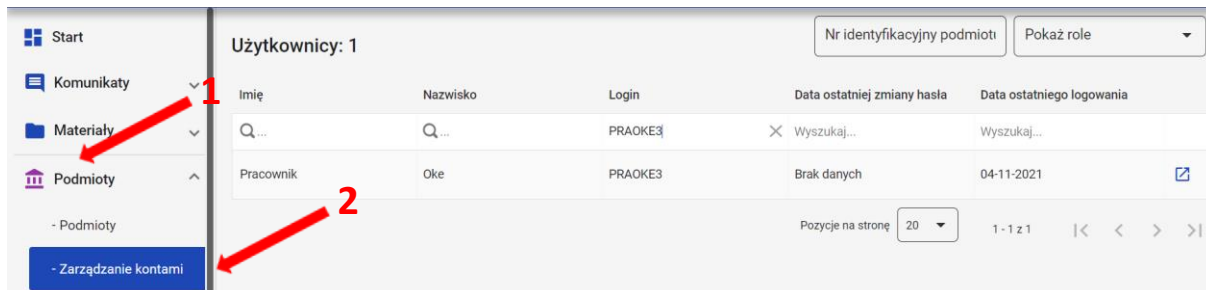 Start
Komunikaty
1
Materiały
Podmioty
- Podmioty
2
- Zarządzanie kontami
Użytkownicy: 1
Nr identyfikacyjny podmiotu
Pokaż role
Imię Nazwisko Login Data ostatniej zmiany hasła Data ostatniego logowania
... ... PRAOKE3 Wyszukaj... Wyszukaj...
Pracownik Oke PRAOKE3 Brak danych 04-11-2021
Pozycje na stronę 20 1 - 1 z 1